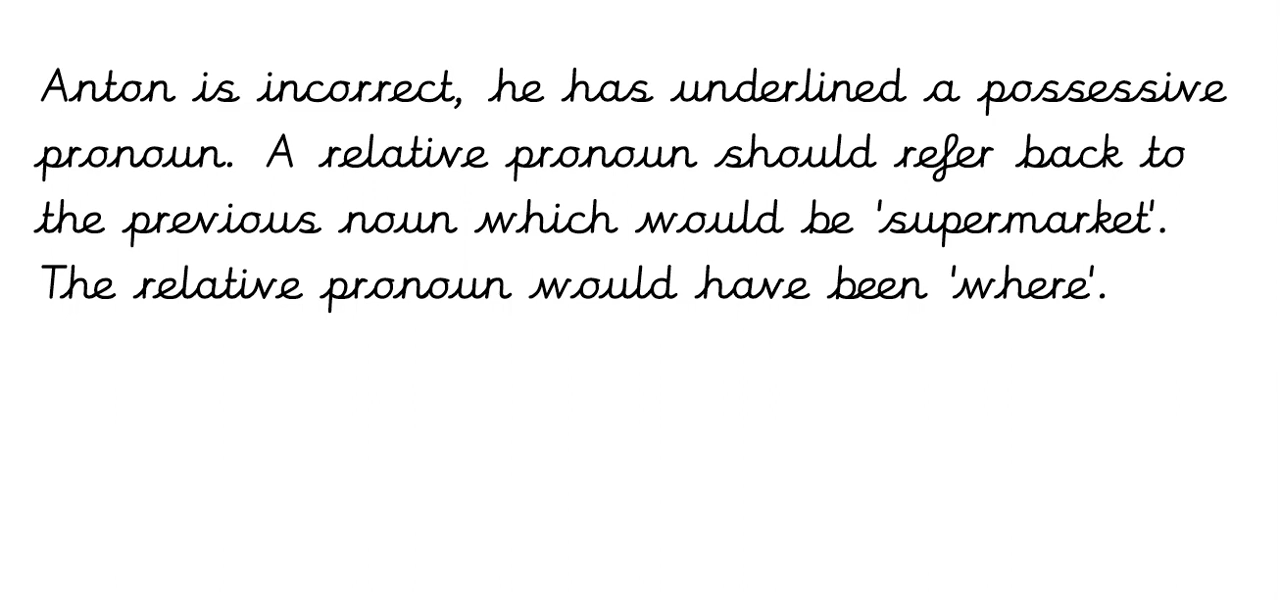 Anton is incorrect, he has underlined a possessive
pronoun. A relative pronoun should refer back to
the previous noun which would be 'supermarket'.
The relative pronoun would have been 'where'.